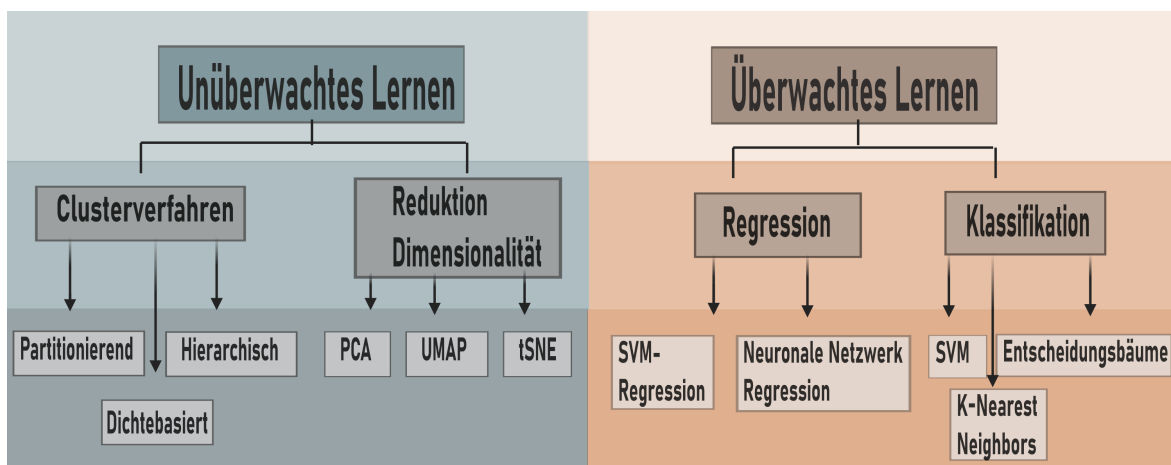 Unüberwachtes Lernen
Überwachtes Lernen
Clusterverfahren
Reduktion
Dimensionalität
Regression
Klassifikation
Partitionierend
Hierarchisch
Dichtebasiert
PCA
UMAP
tSNE
SVM-
Regression
Neuronale Netzwerk
Regression
SVM
Entscheidungsbäume
K-Nearest
Neighbors